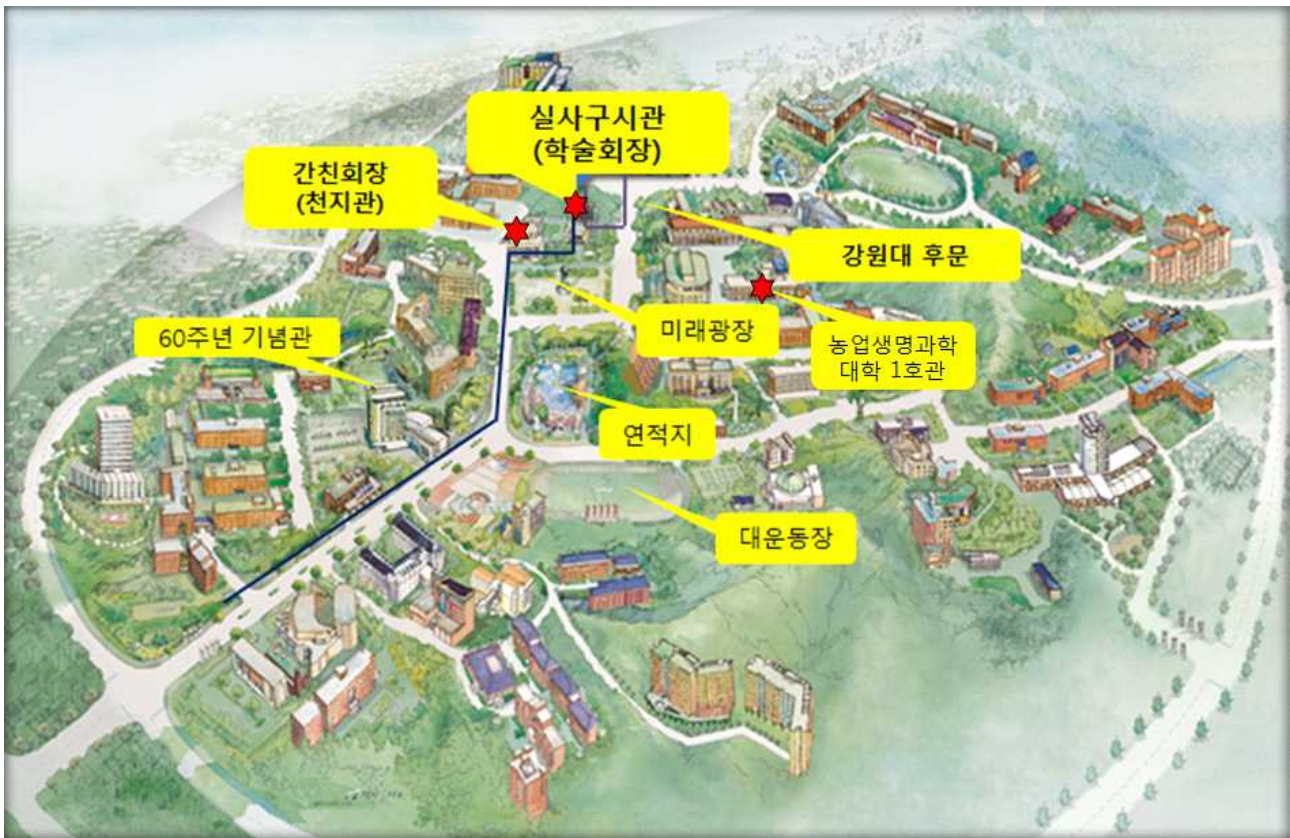 실사구시관
(학술회장)
간친회장
(천지관)
강원대 후문
60주년 기념관
미래광장
농업생명과학
대학 1호관
연적지
대운동장